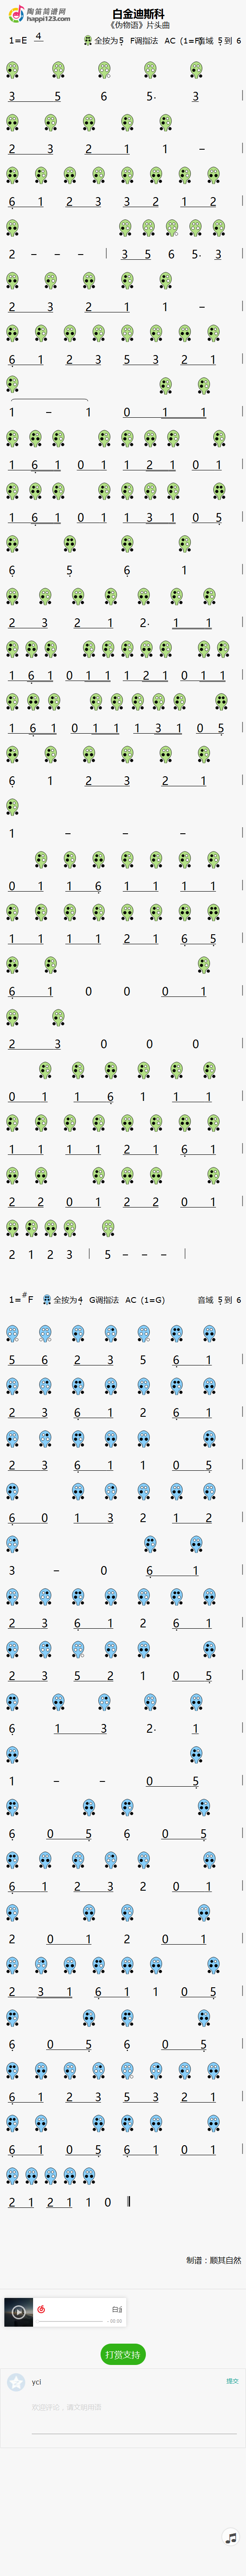 陶笛简谱网
happi123.com
白金迪斯科
《伪物语》片头曲
1=E 4 全按为5 F调指法 AC (1=F) 音域 5 到 6
3 5 6 5. 3 |
2 3 2 1 1 – |
6 1 2 3 3 2 1 2 |
2 – – – | 3 5 6 5. 3 |
2 3 2 1 1 – |
6 1 2 3 5 3 2 1 |
1 – 1 0 1 1 |
1 6 1 0 1 1 2 1 0 1 |
1 6 1 0 1 1 3 1 0 5 |
6 5 6 1 |
2 3 2 1 2. 1 1 |
1 6 1 0 1 1 1 2 1 0 1 1 |
1 6 1 0 1 1 1 3 1 0 5 |
6 1 2 3 2 1 |
1 – – – |
0 1 1 6 1 1 1 1 |
1 1 1 1 2 1 6 5 |
6 1 0 0 0 1 |
2 3 0 0 0 |
0 1 1 6 1 1 1 |
1 1 1 1 2 1 6 1 |
2 2 0 1 2 2 0 1 |
2 1 2 3 | 5 – – – |
1=#F 全按为4 G调指法 AC (1=G) 音域 5 到 6
5 6 2 3 5 6 1 |
2 3 6 1 2 6 1 |
2 3 6 1 1 0 5 |
6 0 1 3 2 1 2 |
3 – 0 6 1 |
2 3 6 1 2 6 1 |
2 3 5 2 1 0 5 |
6 1 3 2. 1 |
1 – – 0 5 |
6 0 5 6 0 5 |
6 1 2 3 2 0 1 |
2 0 1 2 0 1 |
2 3 1 6 1 1 0 5 |
6 0 5 6 0 5 |
6 1 2 3 5 3 2 1 |
6 1 0 5 6 1 0 1 |
2 1 2 1 1 0 ‖
制谱：顺其自然
- 00:00
打赏支持
ycl
提交
欢迎评论，请文明用语